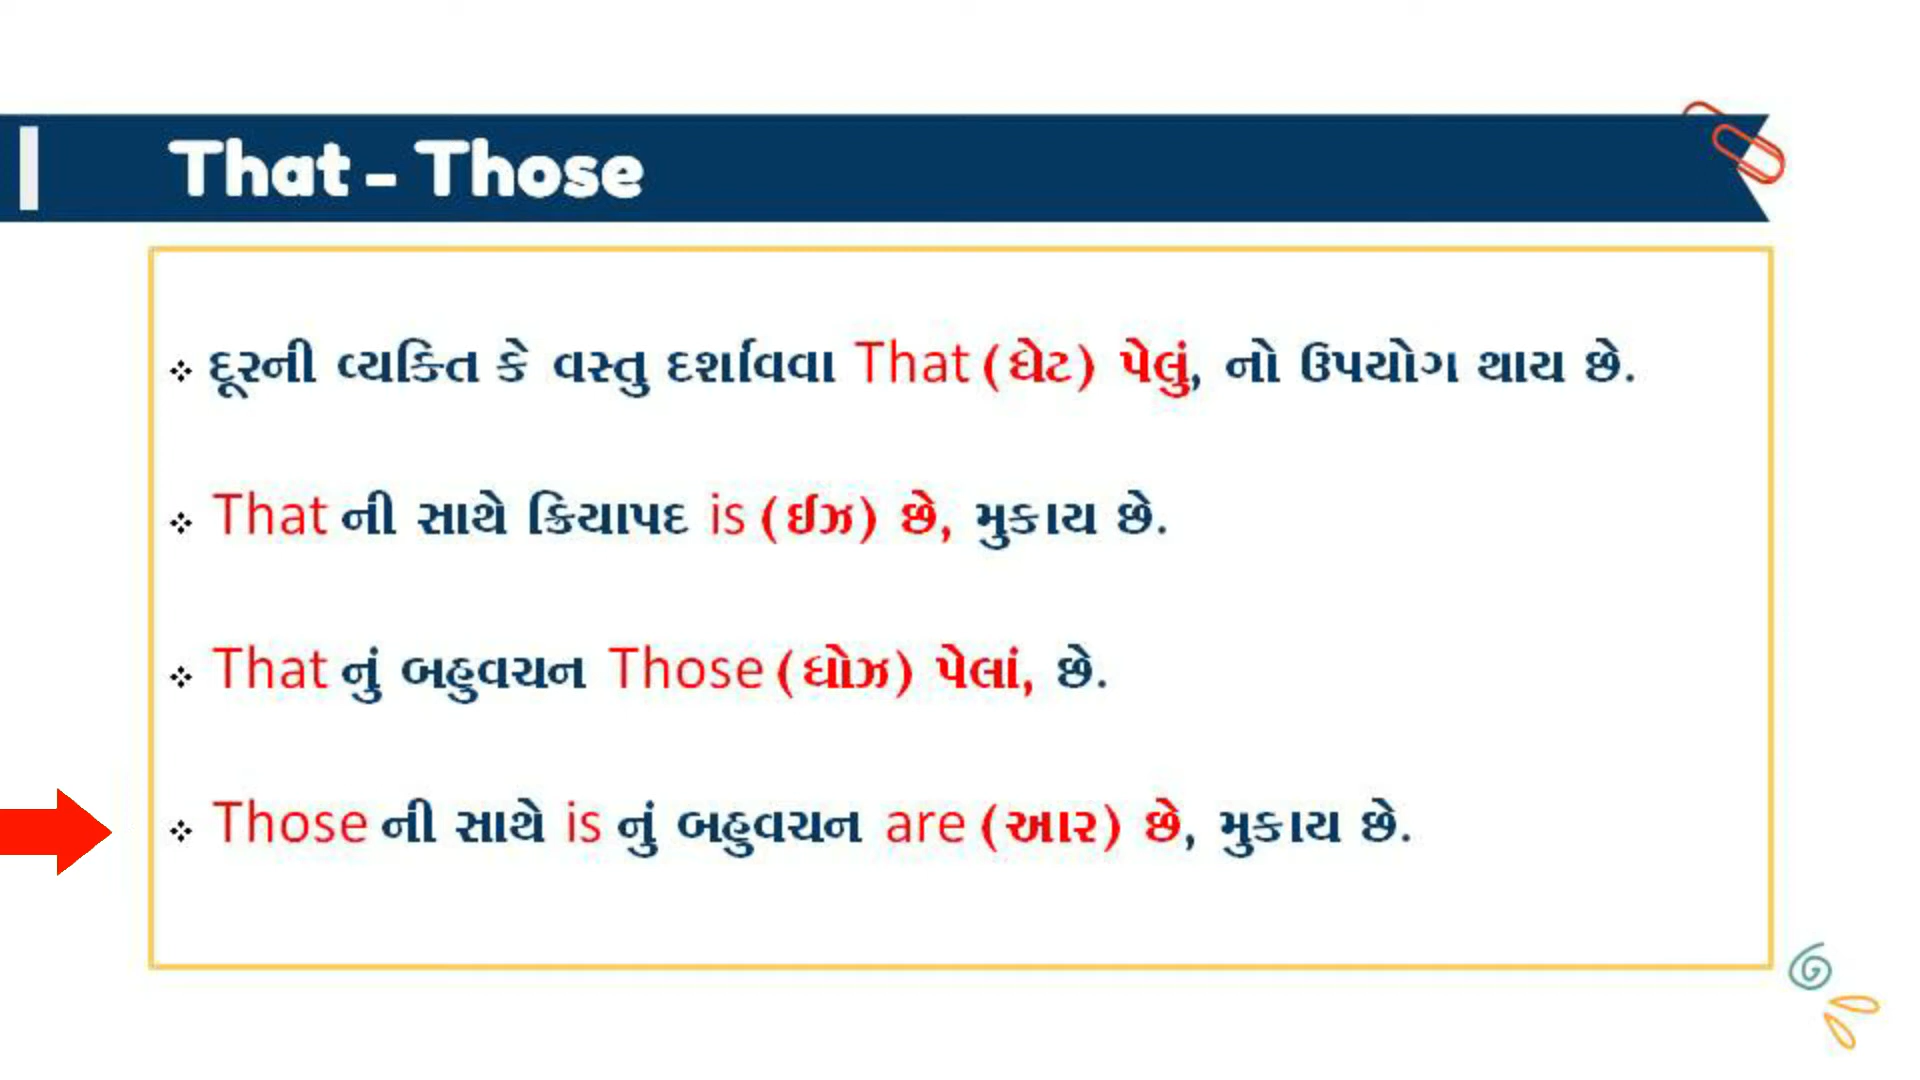 That - Those
દૂરની વ્યક્તિ કે વસ્તુ દર્શાવવા That (ધેટ) પેલું, નો ઉપયોગ થાય છે.
That ની સાથે ક્રિયાપદ is (ઈઝ) છે, મુકાય છે.
That નું બહુવચન Those (ધોઝ) પેલાં, છે.
Those ની સાથે is નું બહુવચન are (આર) છે, મુકાય છે.